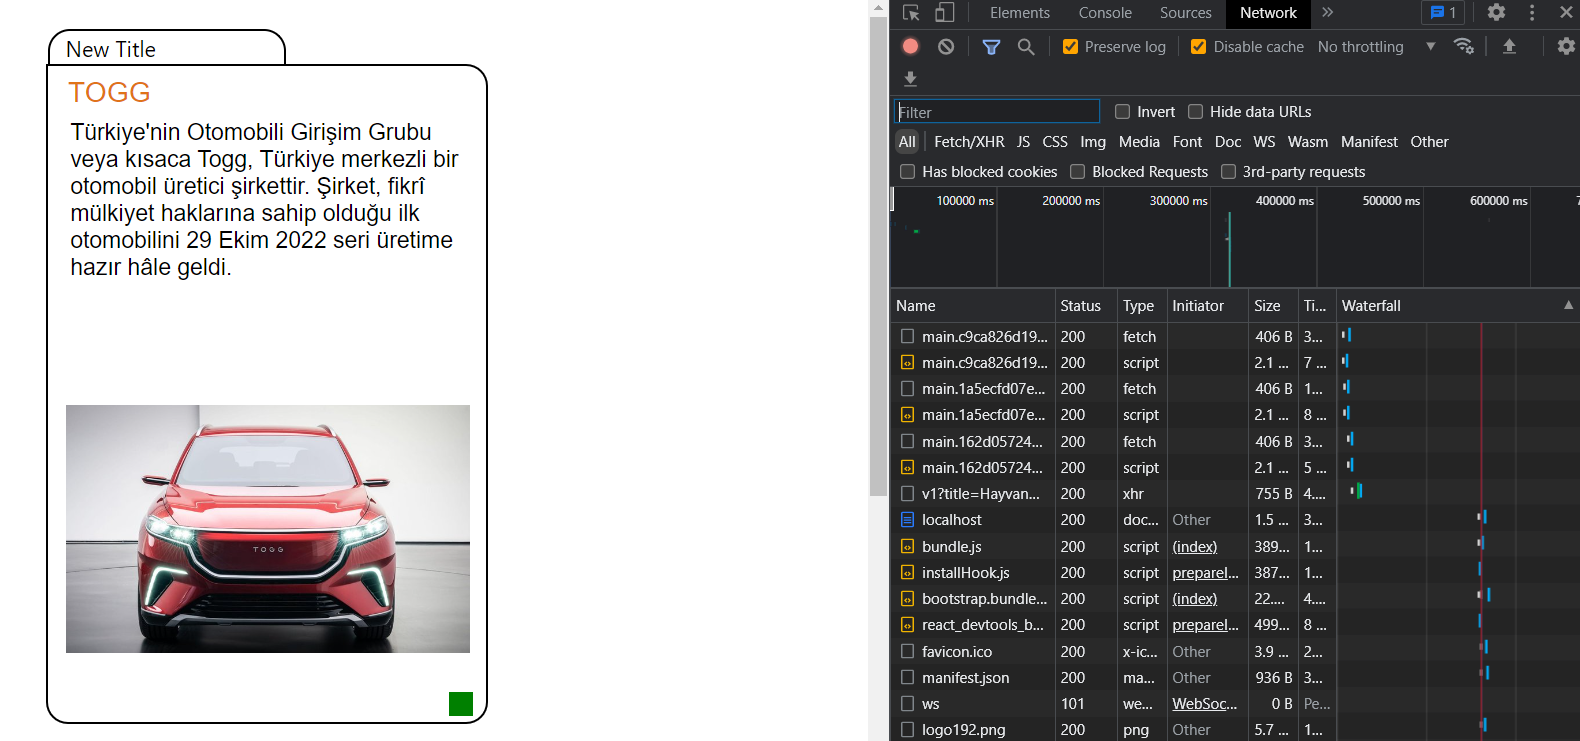 New Title
TOGG
Türkiye'nin Otomobili Girişim Grubu
veya kısaca Togg, Türkiye merkezli bir
otomobil üretici şirkettir. Şirket, fikrî
mülkiyet haklarına sahip olduğu ilk
otomobilini 29 Ekim 2022 seri üretime
hazır hâle geldi.
TOGG
Elements Console Sources Network 1
Preserve log Disable cache No throttling
Filter Invert Hide data URLs
All Fetch/XHR JS CSS Img Media Font Doc WS Wasm Manifest Other
Has blocked cookies Blocked Requests 3rd-party requests
100000 ms 200000 ms 300000 ms 400000 ms 500000 ms 600000 ms 7
Name Status Type Initiator Size Ti... Waterfall
main.c9ca826d19... 200 fetch 406 B 3...
main.c9ca826d19... 200 script 2.1 ... 7 ...
main.1a5ecfd07e... 200 fetch 406 B 1...
main.1a5ecfd07e... 200 script 2.1 ... 8 ...
main.162d05724... 200 fetch 406 B 3...
main.162d05724... 200 script 2.1 ... 5 ...
v1?title=Hayvan... 200 xhr 755 B 4....
localhost 200 doc... Other 1.5 ... 3...
bundle.js 200 script (index) 389... 1...
installHook.js 200 script preparel... 387... 1...
bootstrap.bundle... 200 script (index) 22.... 4....
react_devtools_b... 200 script preparel... 499... 8 ...
favicon.ico 200 x-ic... Other 3.9 ... 2...
manifest.json 200 ma... Other 936 B 3...
ws 101 we... WebSoc... 0 B Pe...
logo192.png 200 png Other 5.7 ... 1...